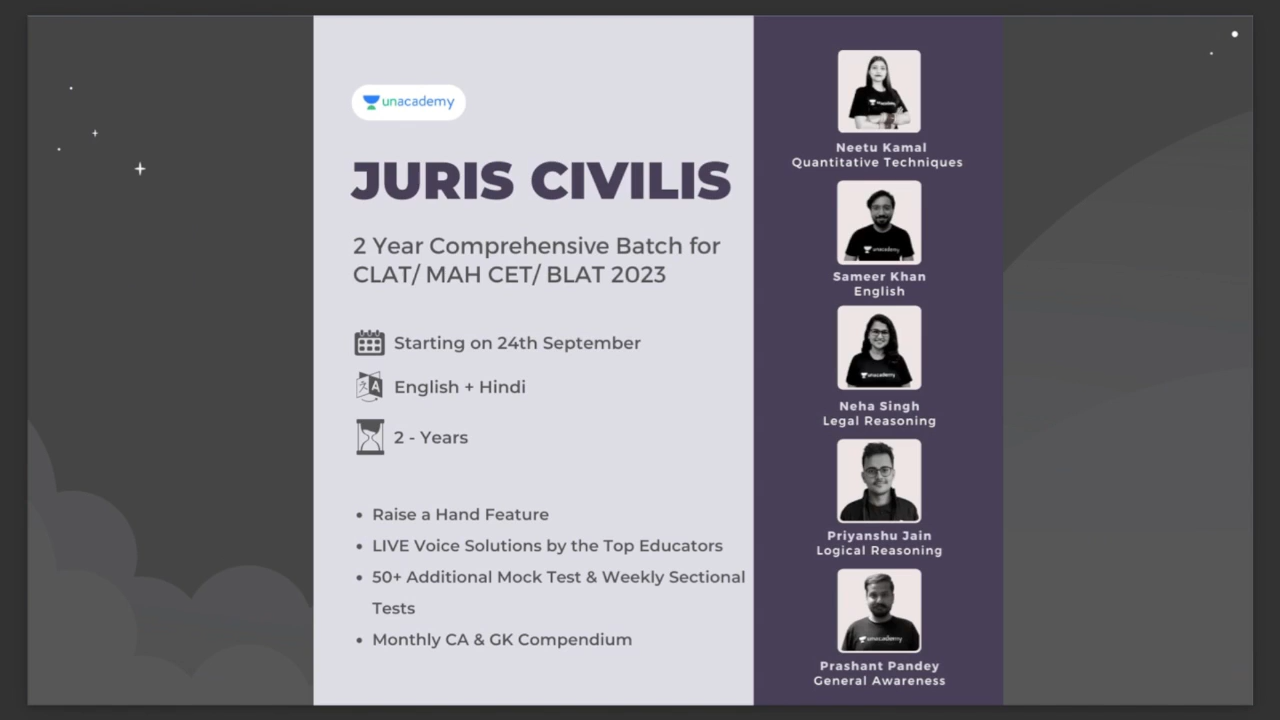 unacademy
JURIS CIVILIS
2 Year Comprehensive Batch for
CLAT/ MAH CET/ BLAT 2023
Starting on 24th September
English + Hindi
2 - Years
• Raise a Hand Feature
• LIVE Voice Solutions by the Top Educators
• 50+ Additional Mock Test & Weekly Sectional
Tests
• Monthly CA & GK Compendium
Neetu Kamal
Quantitative Techniques
unacademy
Sameer Khan
English
unacademy
Neha Singh
Legal Reasoning
Priyanshu Jain
Logical Reasoning
unacademy
Prashant Pandey
General Awareness